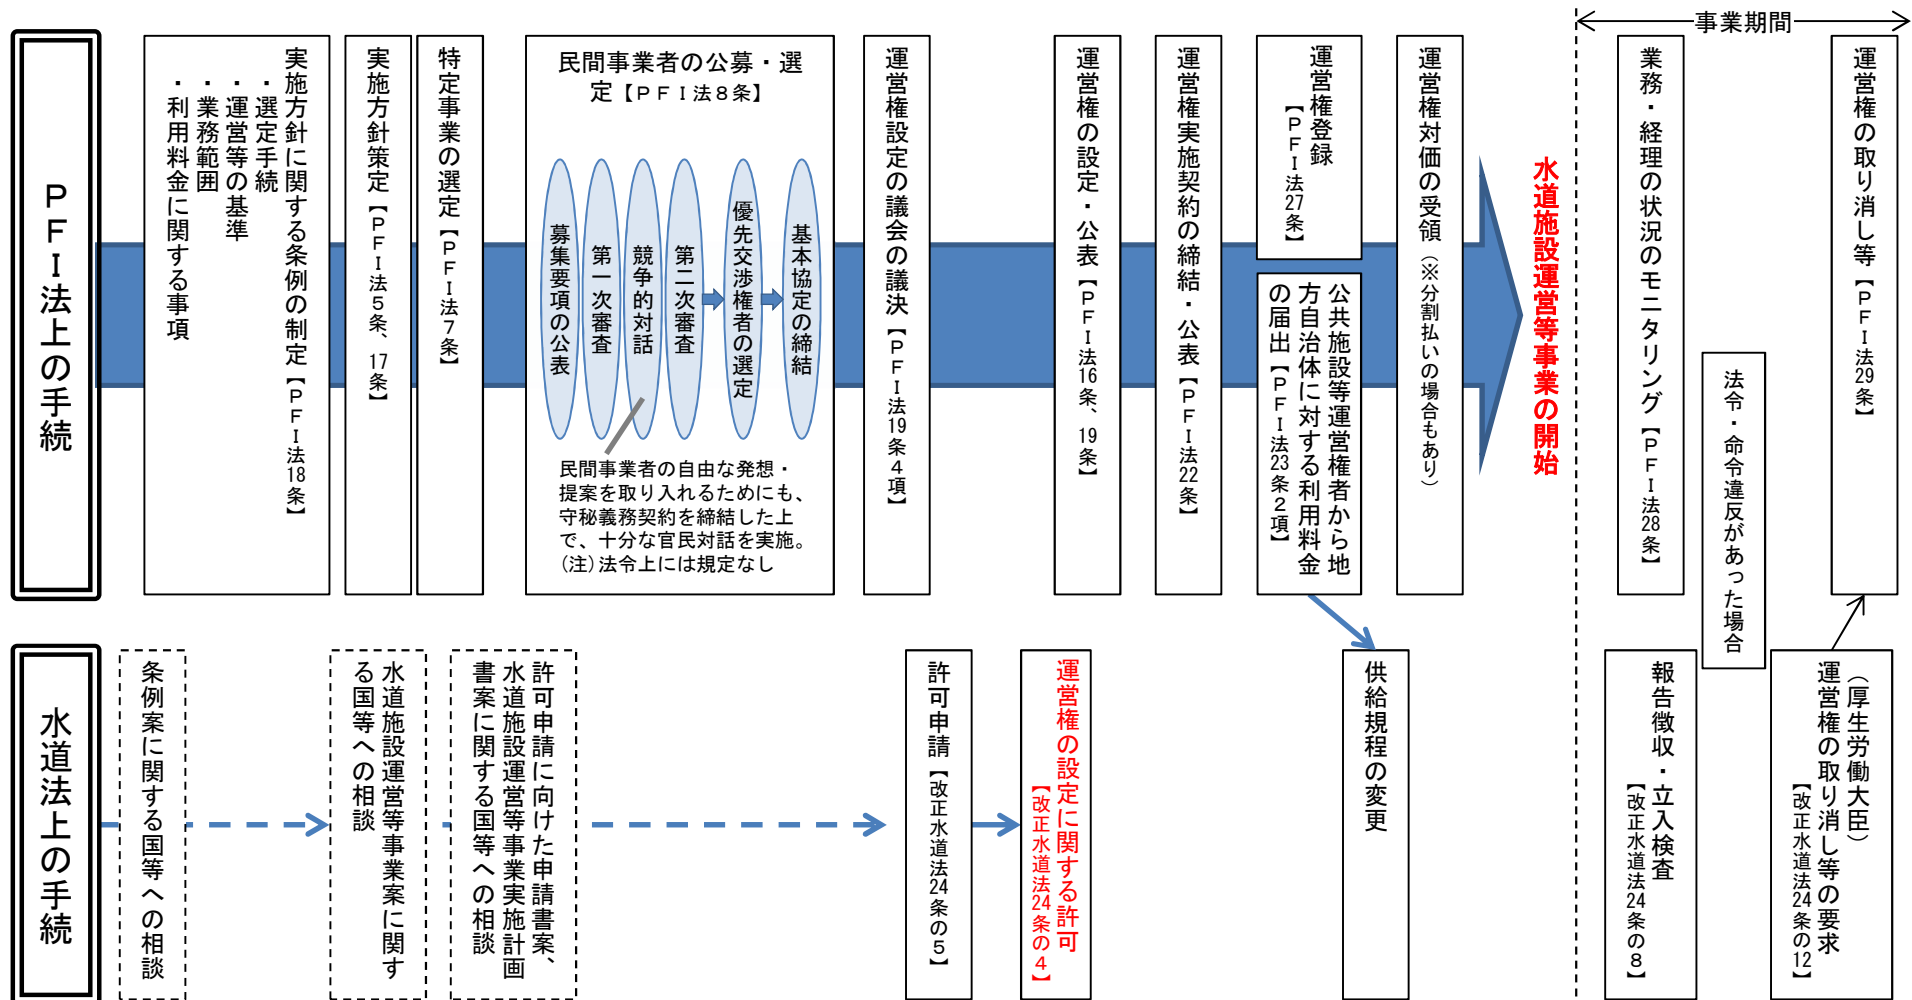 事業期間
PFI法上の手続
実施方針に関する条例の制定【PFI法18条】
・選定手続
・運営等の基準
・業務範囲
・利用料金に関する事項
実施方針策定【PFI法5条、17条】
特定事業の選定【PFI法7条】
民間事業者の公募・選
定【PFI法8条】
募集要項の公表
第一次審査
競争的対話
第二次審査
優先交渉権者の選定
基本協定の締結
民間事業者の自由な発想・
提案を取り入れるためにも、
守秘義務契約を締結した上
で、十分な官民対話を実施。
(注)法令上には規定なし
運営権設定の議会の議決【PFI法19条4項】
運営権の設定・公表【PFI法16条、19条】
運営権実施契約の締結・公表【PFI法22条】
運営権登録
【PFI法27条】
公共施設等運営権者から地
方自治体に対する利用料金
の届出【PFI法23条2項】
運営権対価の受領(※分割払いの場合もあり)
水道施設運営等事業の開始
業務・経理の状況のモニタリング【PFI法28条】
法令・命令違反があった場合
運営権の取り消し等【PFI法29条】
水道法上の手続
条例案に関する国等への相談
水道施設運営等事業案に関す
る国等への相談
許可申請に向けた申請書案、
水道施設運営等事業実施計画
書案に関する国等への相談
許可申請【改正水道法24条の5】
運営権の設定に関する許可
【改正水道法24条の4】
供給規程の変更
報告徴収・立入検査
【改正水道法24条の8】
(厚生労働大臣)
運営権の取り消し等の要求
【改正水道法24条の12】